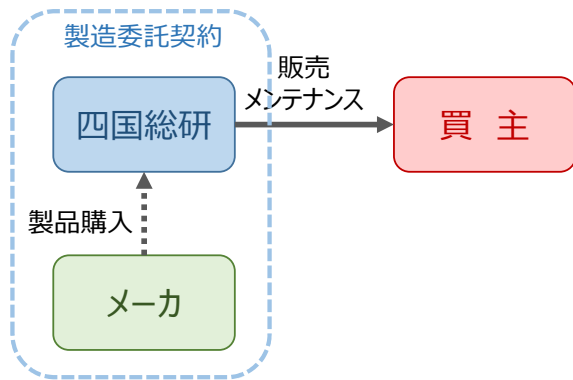 製造委託契約
四国総研
販売
メンテナンス
買 主
製品購入
メーカ